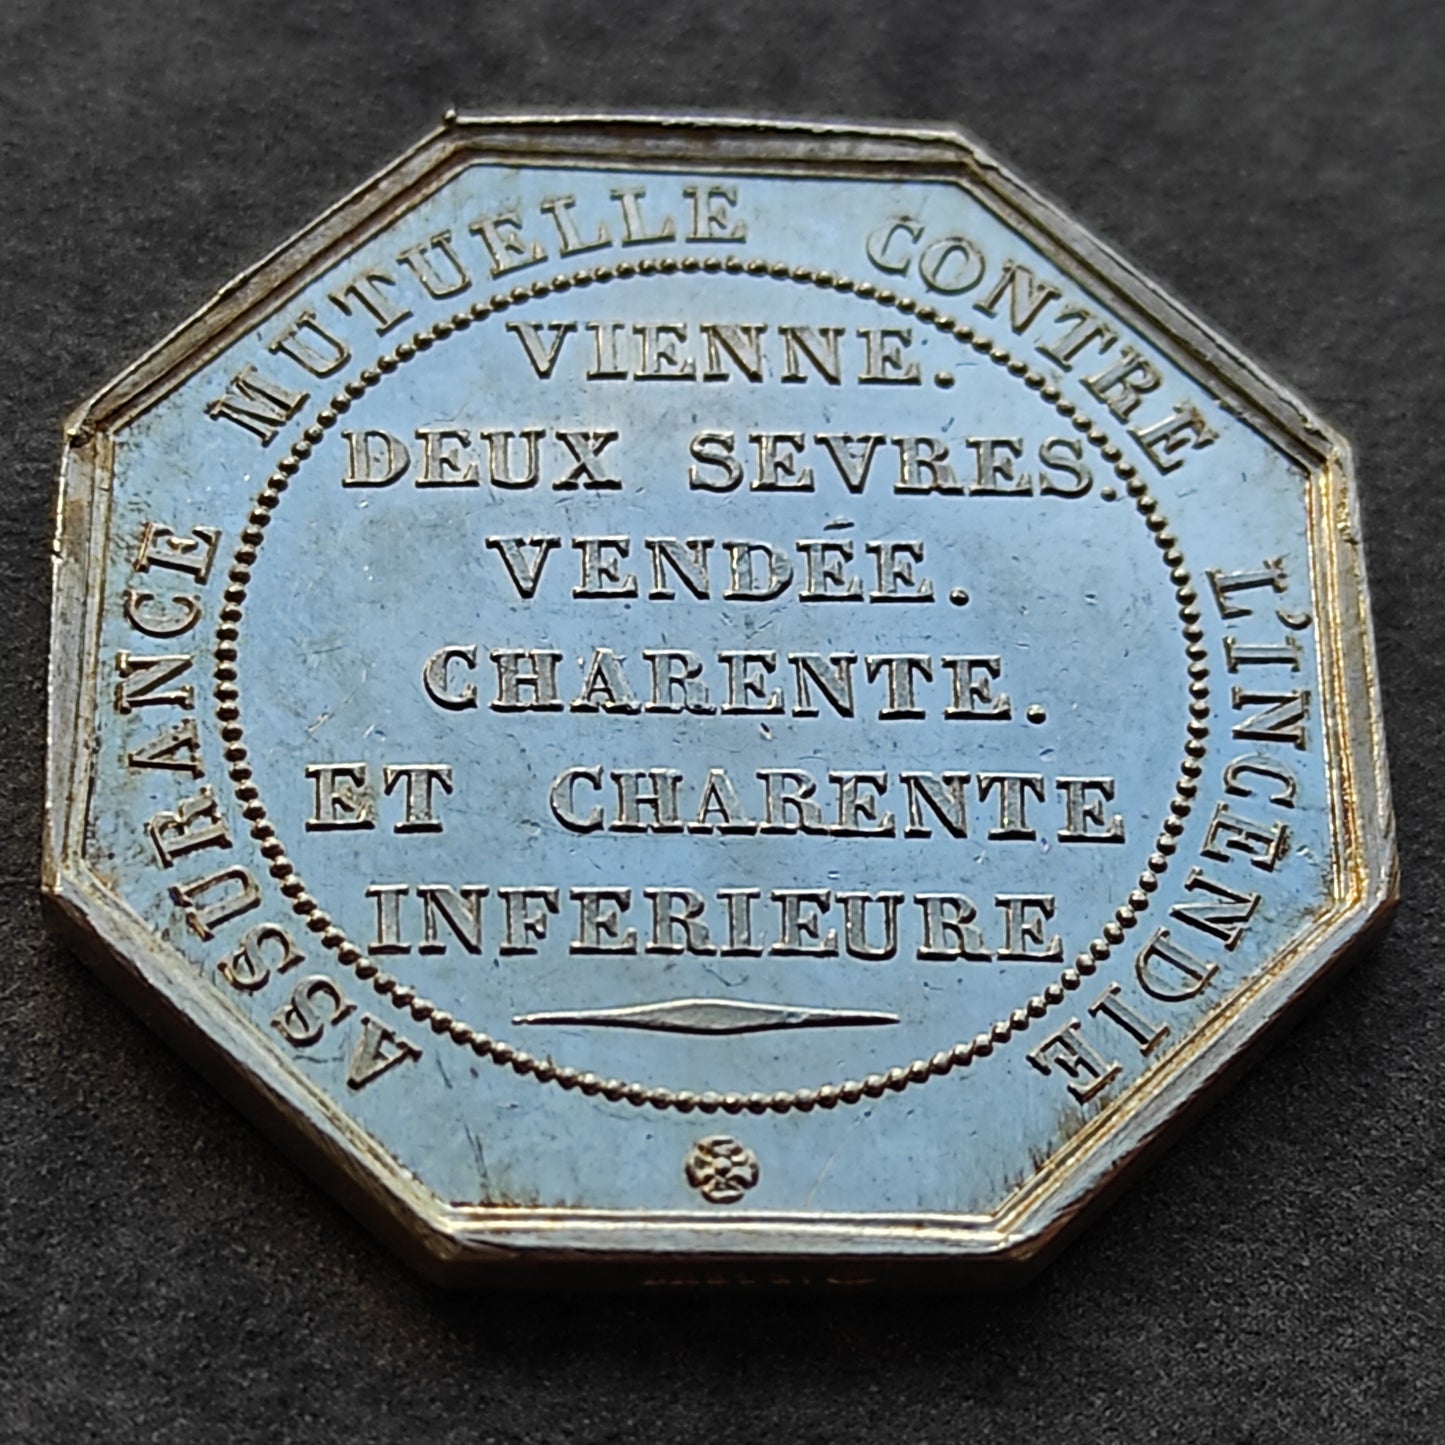 ASSURANCE MUTUELLE CONTRE L'INCENDIE
VIENNE.
DEUX SEVRES.
VENDÉE.
CHARENTE.
ET CHARENTE
INFERIEURE